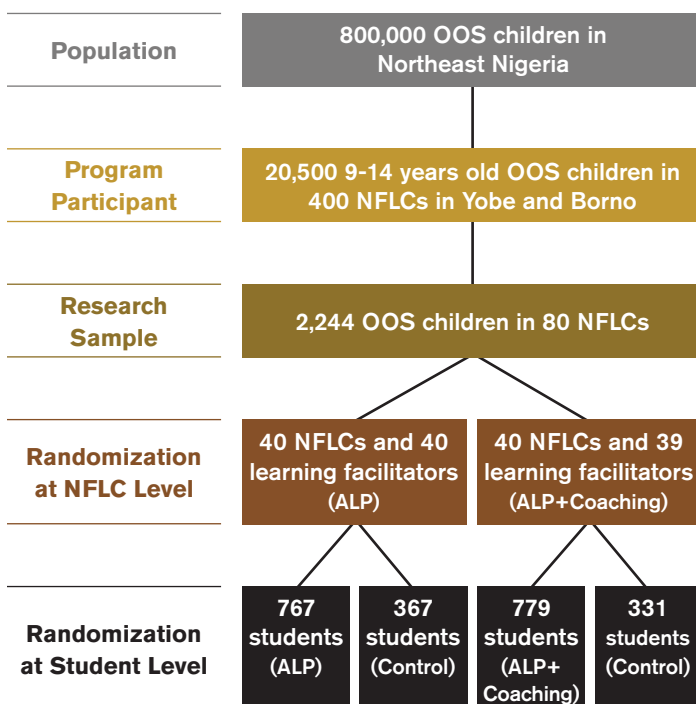 Population
800,000 OOS children in
Northeast Nigeria
Program
Participant
20,500 9-14 years old OOS children in
400 NFLCs in Yobe and Borno
Research
Sample
2,244 OOS children in 80 NFLCs
Randomization
at NFLC Level
40 NFLCs and 40
learning facilitators
(ALP)
40 NFLCs and 39
learning facilitators
(ALP+Coaching)
Randomization
at Student Level
767
students
(ALP)
367
students
(Control)
779
students
(ALP+
Coaching)
331
students
(Control)